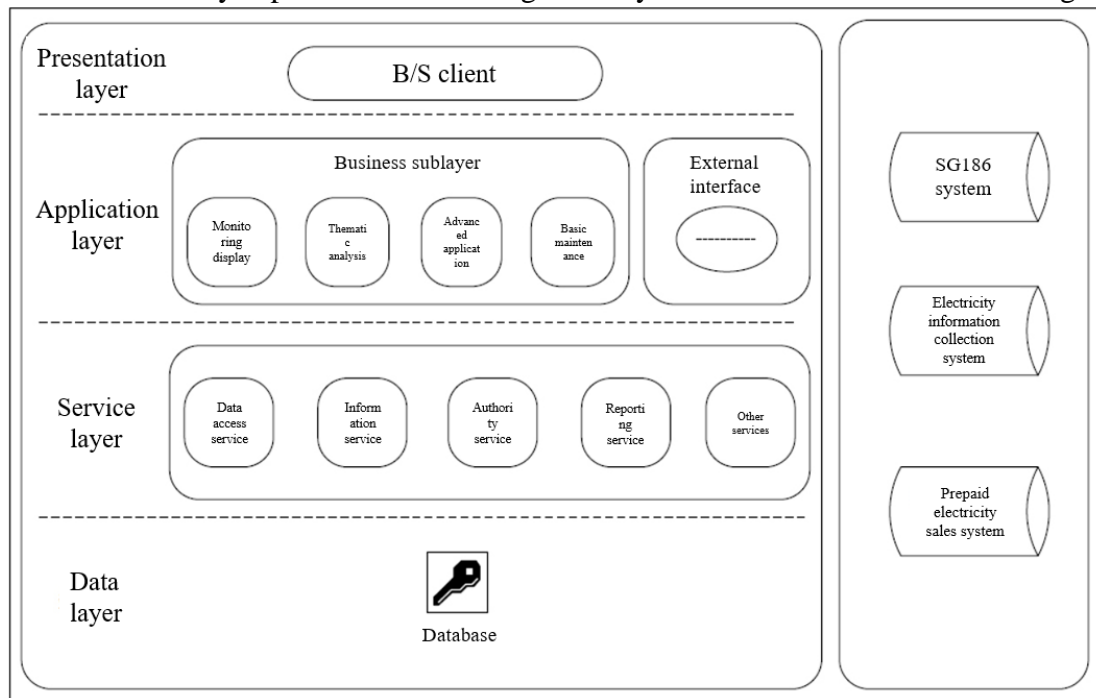 Presentation
layer
B/S client
Application
layer
Business sublayer
Monito
ring
display
Themati
c
analysis
Advanc
ed
applicat
ion
Basic
mainten
ance
External
interface
Service
layer
Data
access
service
Inform
ation
service
Authori
ty
service
Reporti
ng
service
Other
services
Data
layer
Database
SG186
system
Electricity
information
collection
system
Prepaid
electricity
sales system